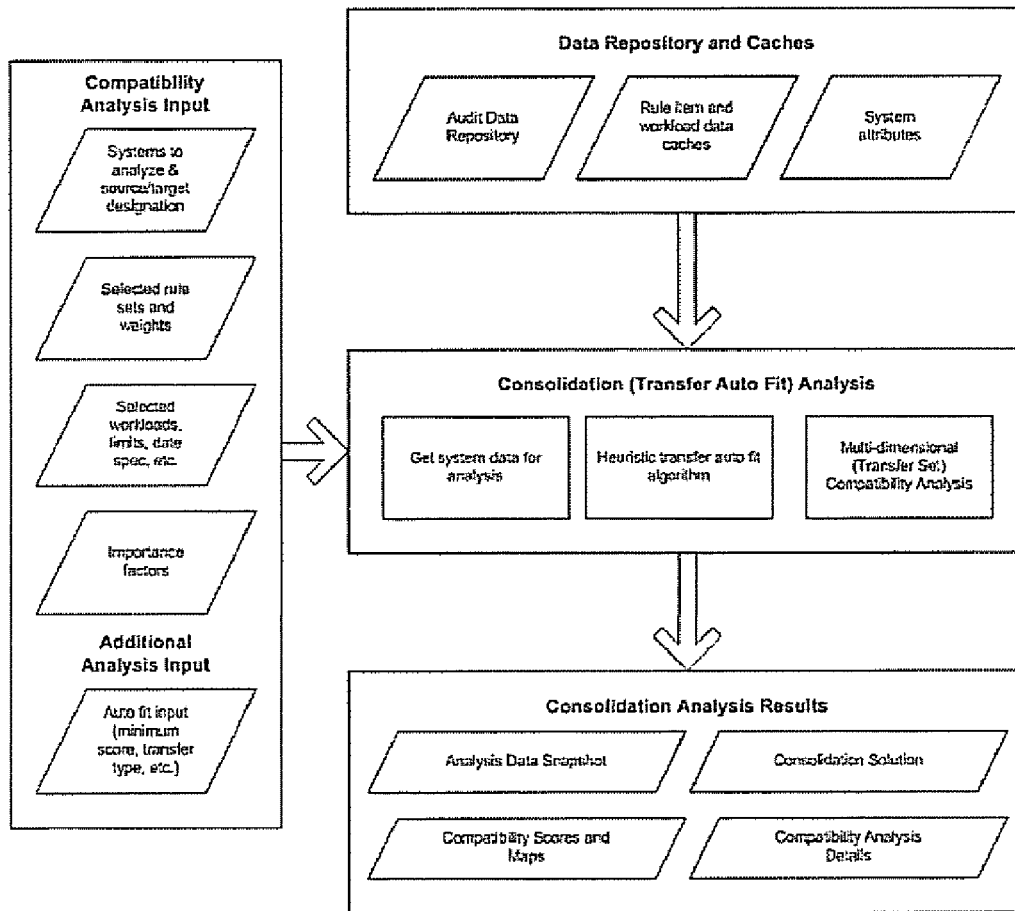 Compatibility
Analysis Input
Systems to
analyze &
source/target
designation
Selected rule
sets and
weights
Selected
workloads,
limits, date
spec, etc.
Importance
factors
Additional
Analysis Input
Auto fit input
(minimum
score, transfer
type, etc.)
Data Repository and Caches
Audit Data
Repository
Rule item and
workload data
caches
System
attributes
Consolidation (Transfer Auto Fit) Analysis
Get system data for
analysis
Heuristic transfer auto fit
algorithm
Multi-dimensional
(Transfer Set)
Compatibility Analysis
Consolidation Analysis Results
Analysis Data Snapshot
Consolidation Solution
Compatibility Scores and
Maps
Compatibility Analysis
Details